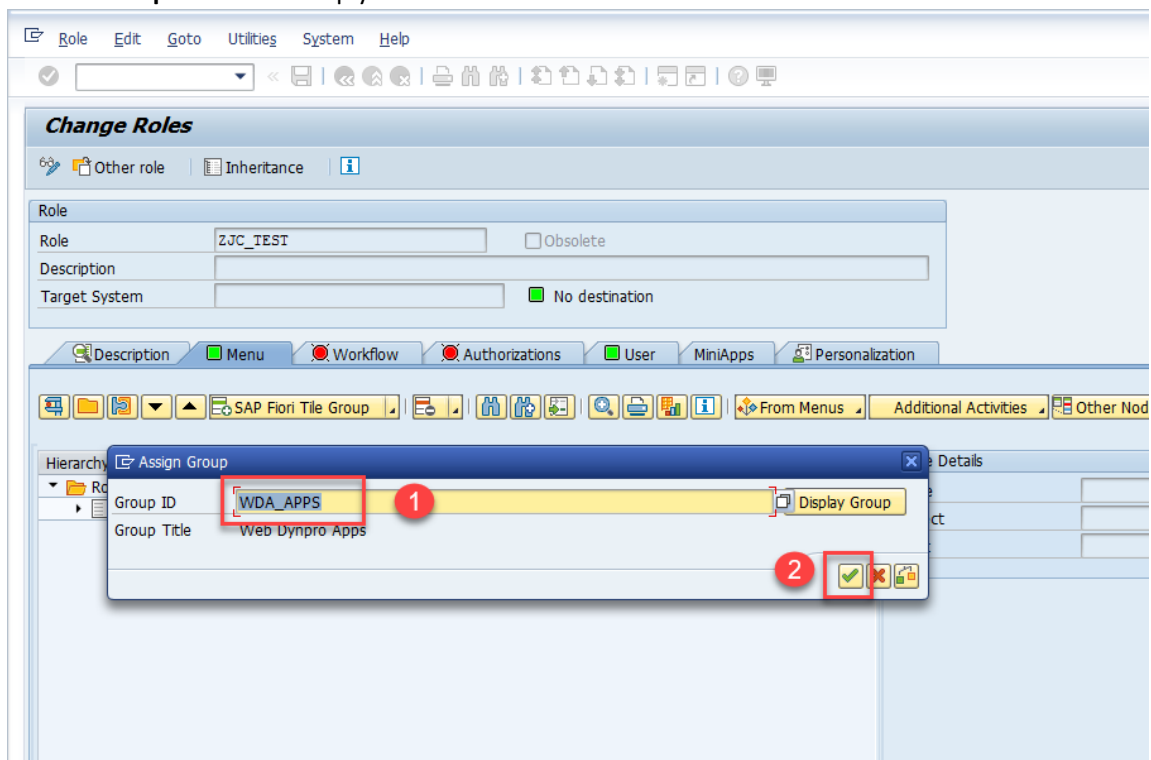 Role Edit Goto Utilities System Help
Change Roles
Other role Inheritance
Role
Role ZJC_TEST Obsolete
Description
Target System No destination
Description Menu Workflow Authorizations User MiniApps Personalization
SAP Fiori Tile Group From Menus Additional Activities Other Nod
Hierarchy Assign Group Details
Group ID WDA_APPS 1 Display Group
Group Title Web Dynpro Apps
2